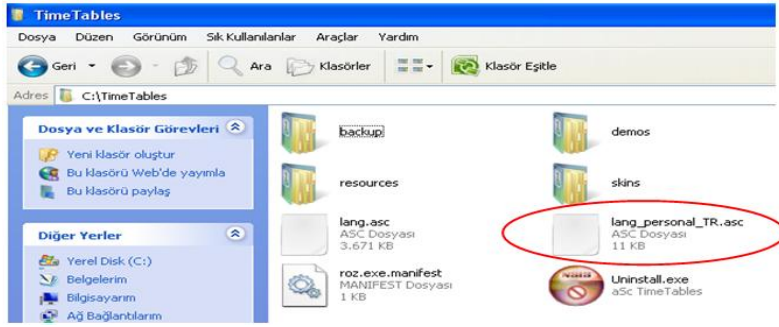 TimeTables
Dosya Düzen Görünüm Sık Kullanılanlar Araçlar Yardım
Geri Ara Klasörler Klasör Eşitle
Adres C:\TimeTables
Dosya ve Klasör Görevleri
Yeni klasör oluştur
Bu klasörü Web'de yayımla
Bu klasörü paylaş
Diğer Yerler
Yerel Disk (C:)
Belgelerim
Bilgisayarım
Ağ Bağlantılarım
backup
demos
resources
skins
lang.asc
ASC Dosyası
3.671 KB
lang_personal_TR.asc
ASC Dosyası
11 KB
roz.exe.manifest
MANIFEST Dosyası
1 KB
Uninstall.exe
aSc TimeTables